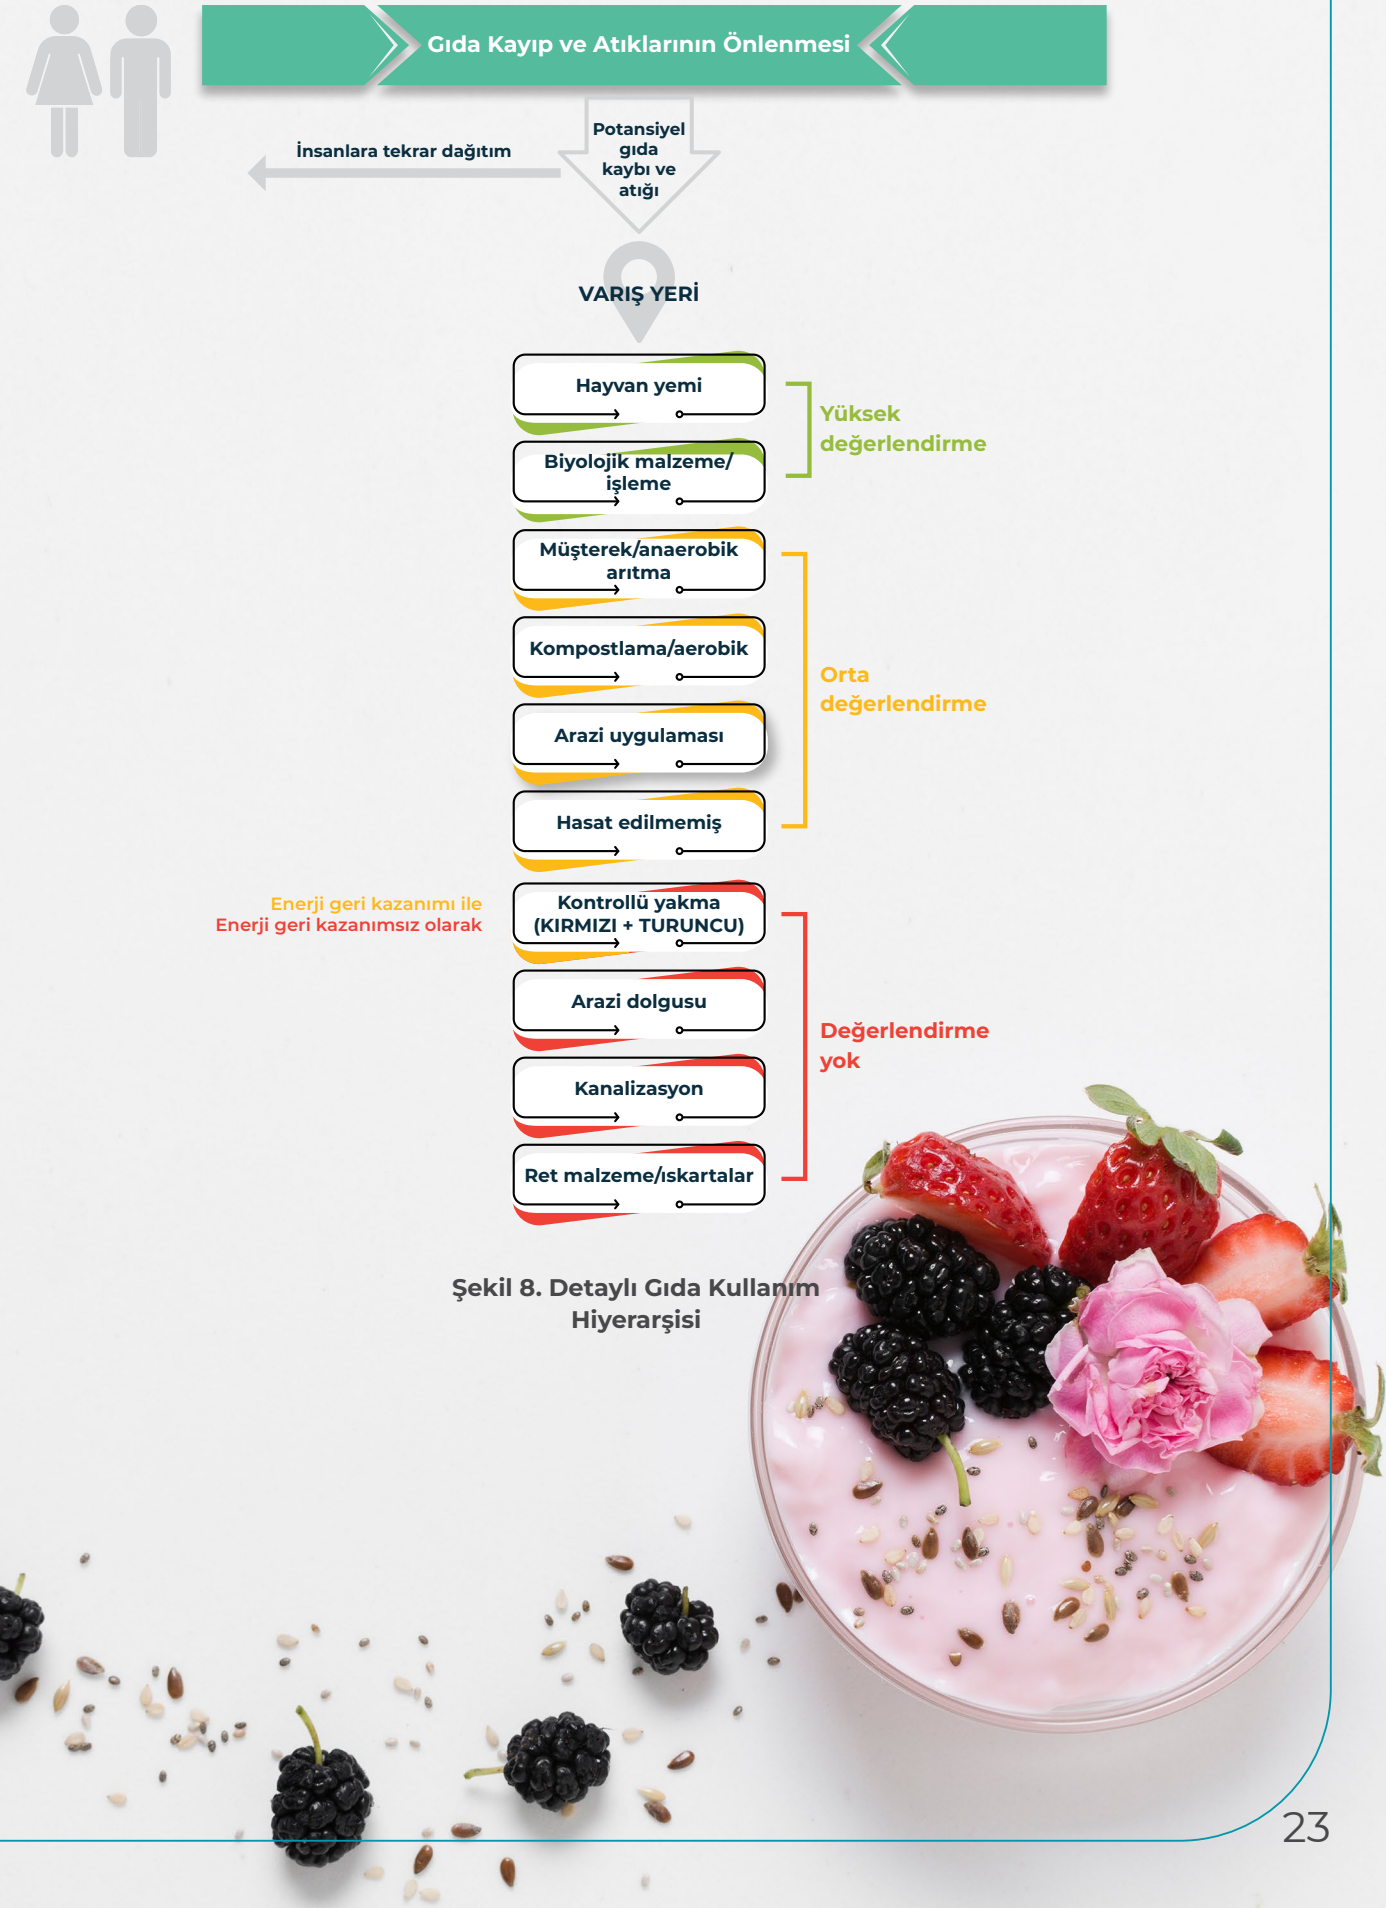 Gıda Kayıp ve Atıklarının Önlenmesi
Potansiyel
gıda
kaybı ve
atığı
İnsanlara tekrar dağıtım
VARIŞ YERİ
Hayvan yemi
Biyolojik malzeme/
işleme
Yüksek
değerlendirme
Müşterek/anaerobik
arıtma
Kompostlama/aerobik
Arazi uygulaması
Hasat edilmemiş
Orta
değerlendirme
Enerji geri kazanımı ile
Enerji geri kazanımsız olarak
Kontrollü yakma
(KIRMIZI + TURUNCU)
Arazi dolgusu
Kanalizasyon
Ret malzeme/ıskartalar
Değerlendirme
yok
Şekil 8. Detaylı Gıda Kullanım
Hiyerarşisi
23